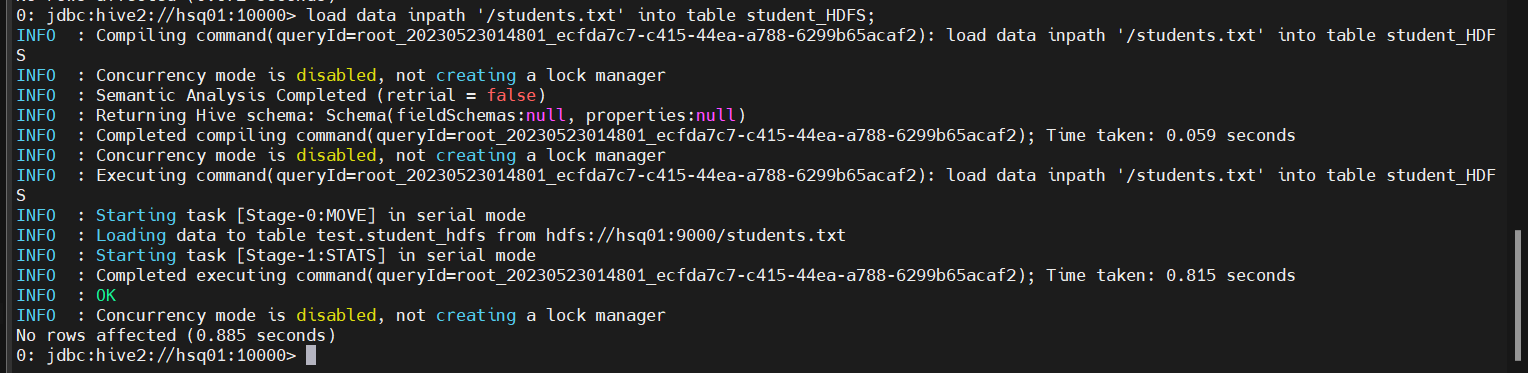 0: jdbc:hive2://hsq01:10000> load data inpath '/students.txt' into table student_HDFS;
INFO  : Compiling command(queryId=root_20230523014801_ecfda7c7-c415-44ea-a788-6299b65acaf2): load data inpath '/students.txt' into table student_HDF
S
INFO  : Concurrency mode is disabled, not creating a lock manager
INFO  : Semantic Analysis Completed (retrial = false)
INFO  : Returning Hive schema: Schema(fieldSchemas:null, properties:null)
INFO  : Completed compiling command(queryId=root_20230523014801_ecfda7c7-c415-44ea-a788-6299b65acaf2); Time taken: 0.059 seconds
INFO  : Concurrency mode is disabled, not creating a lock manager
INFO  : Executing command(queryId=root_20230523014801_ecfda7c7-c415-44ea-a788-6299b65acaf2): load data inpath '/students.txt' into table student_HDF
S
INFO  : Starting task [Stage-0:MOVE] in serial mode
INFO  : Loading data to table test.student_hdfs from hdfs://hsq01:9000/students.txt
INFO  : Starting task [Stage-1:STATS] in serial mode
INFO  : Completed executing command(queryId=root_20230523014801_ecfda7c7-c415-44ea-a788-6299b65acaf2); Time taken: 0.815 seconds
INFO  : OK
INFO  : Concurrency mode is disabled, not creating a lock manager
No rows affected (0.885 seconds)
0: jdbc:hive2://hsq01:10000>